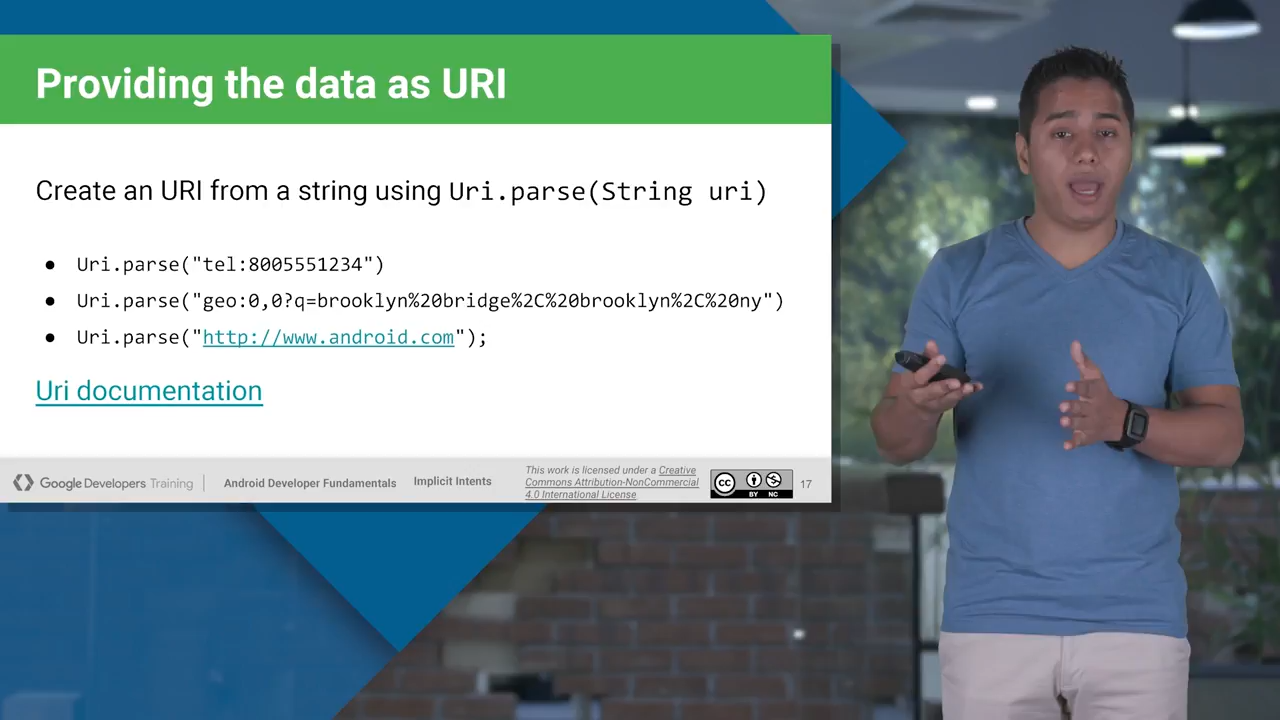 Providing the data as URI
Create an URI from a string using Uri.parse(String uri)
● Uri.parse("tel:8005551234")
● Uri.parse("geo:0,0?q=brooklyn%20bridge%2C%20brooklyn%2C%20ny")
● Uri.parse("http://www.android.com");
Uri documentation
Google Developers Training
Android Developer Fundamentals
Implicit Intents
This work is licensed under a Creative
Commons Attribution-NonCommercial
4.0 International License
CC
BY NC
17